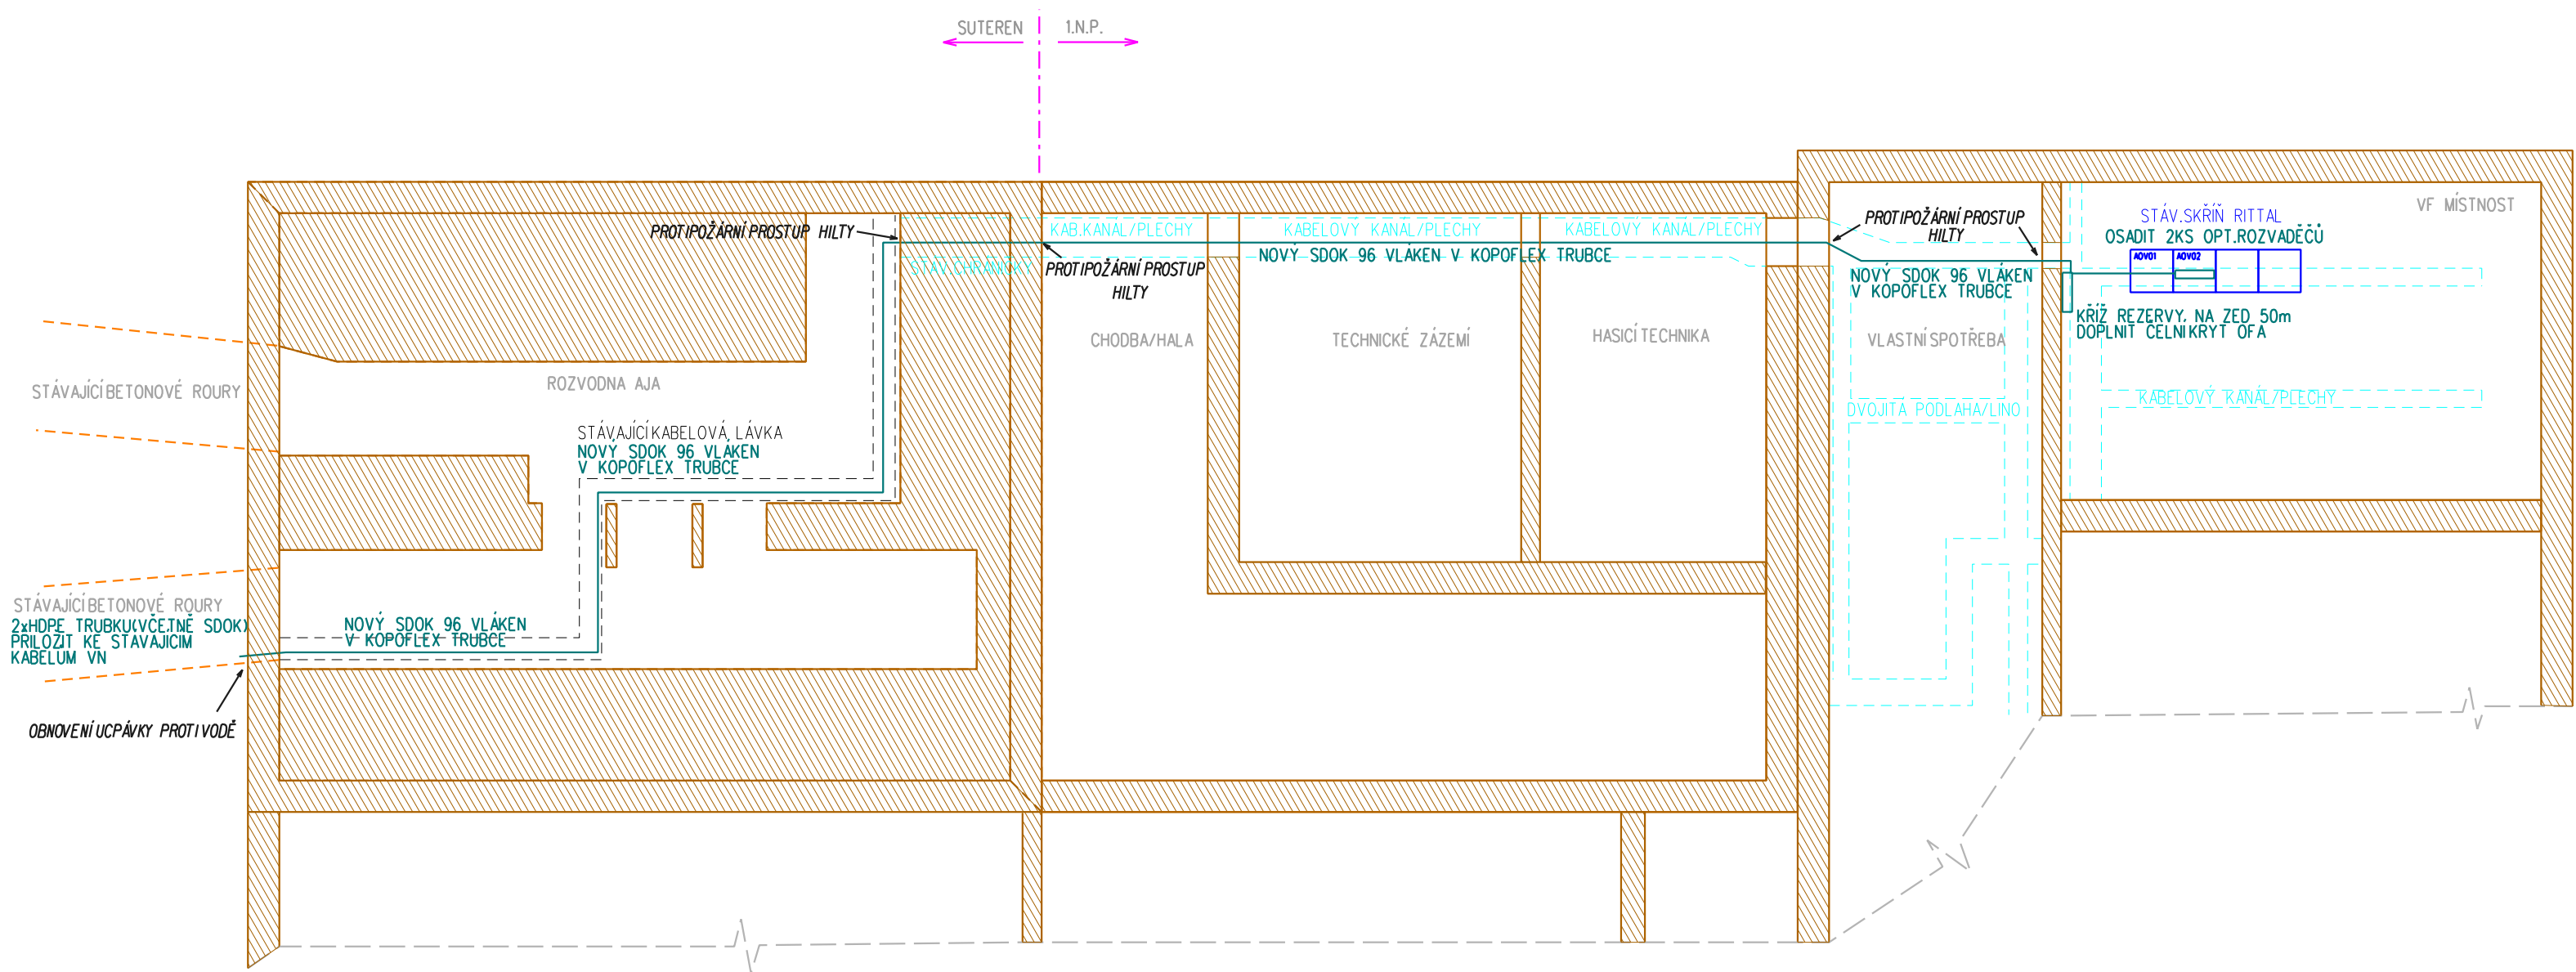 SUTEREN
1.N.P.
PROTIPOŽÁRNÍ PROSTUP HILTY
KAB.KANÁL/PLECHY
KABELOVÝ KANÁL/PLECHY
KABELOVÝ KANÁL/PLECHY
STÁV.CHRÁNIČKY
NOVÝ SDOK 96 VLÁKEN V KOPOFLEX TRUBCE
PROTIPOŽÁRNÍ PROSTUP
HILTY
PROTIPOŽÁRNÍ PROSTUP
HILTY
STÁV.SKŘÍŇ RITTAL
OSADIT 2KS OPT.ROZVADĚČŮ
AOVO1
AOVO2
VF MÍSTNOST
NOVÝ SDOK 96 VLÁKEN
V KOPOFLEX TRUBCE
KŘÍŽ REZERVY. NA ZED 50m
DOPLNIT CELNIKRYT OFA
CHODBA/HALA
TECHNICKÉ ZÁZEMÍ
HASICÍ TECHNIKA
VLASTNÍ SPOTŘEBA
DVOJITÁ PODLAHA/LINO
KABELOVÝ KANÁL/PLECHY
STÁVAJÍCÍ BETONOVÉ ROURY
ROZVODNA AJA
STÁVAJÍCÍ KABELOVÁ LÁVKA
NOVÝ SDOK 96 VLÁKEN
V KOPOFLEX TRUBCE
STÁVAJÍCÍ BETONOVÉ ROURY
2xHDPE TRUBKU(VČETNĚ SDOK)
PŘILOŽIT KE STÁVAJÍCÍM
KABELŮM VN
NOVÝ SDOK 96 VLÁKEN
V KOPOFLEX TRUBCE
OBNOVENÍ UCPÁVKY PROTI VODĚ